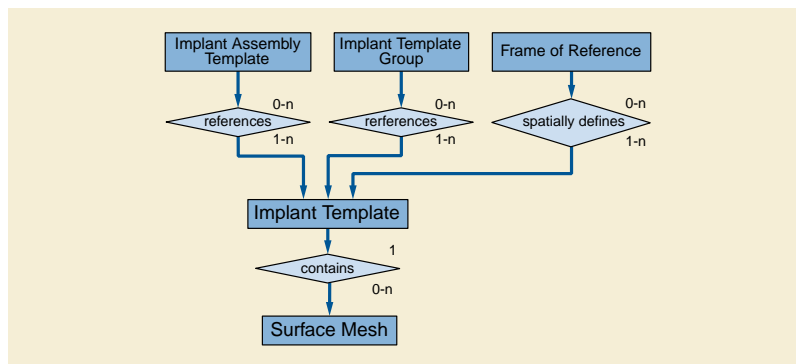 Implant Assembly
Template
Implant Template
Group
Frame of Reference
0-n
0-n
0-n
references
rerferences
spatially defines
1-n
1-n
1-n
Implant Template
1
contains
0-n
Surface Mesh